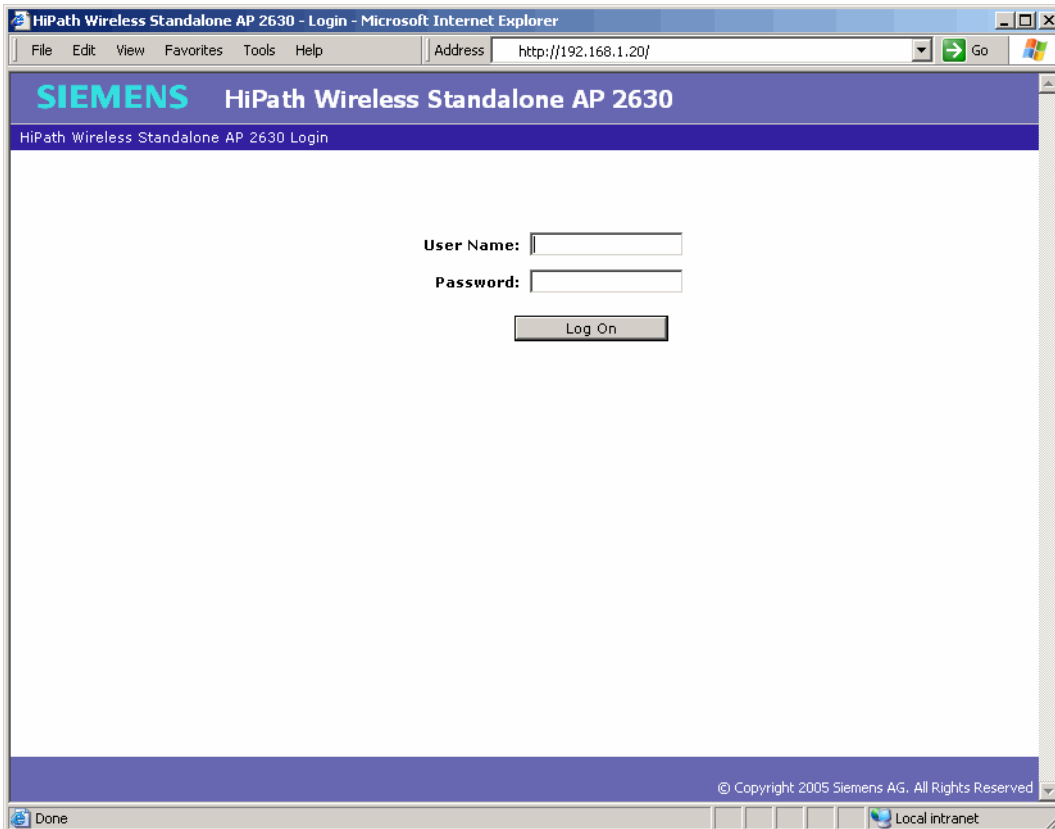 HiPath Wireless Standalone AP 2630 - Login - Microsoft Internet Explorer
File Edit View Favorites Tools Help Address http://192.168.1.20/ Go
SIEMENS HiPath Wireless Standalone AP 2630
HiPath Wireless Standalone AP 2630 Login
User Name:
Password:
Log On
© Copyright 2005 Siemens AG. All Rights Reserved
Done Local intranet